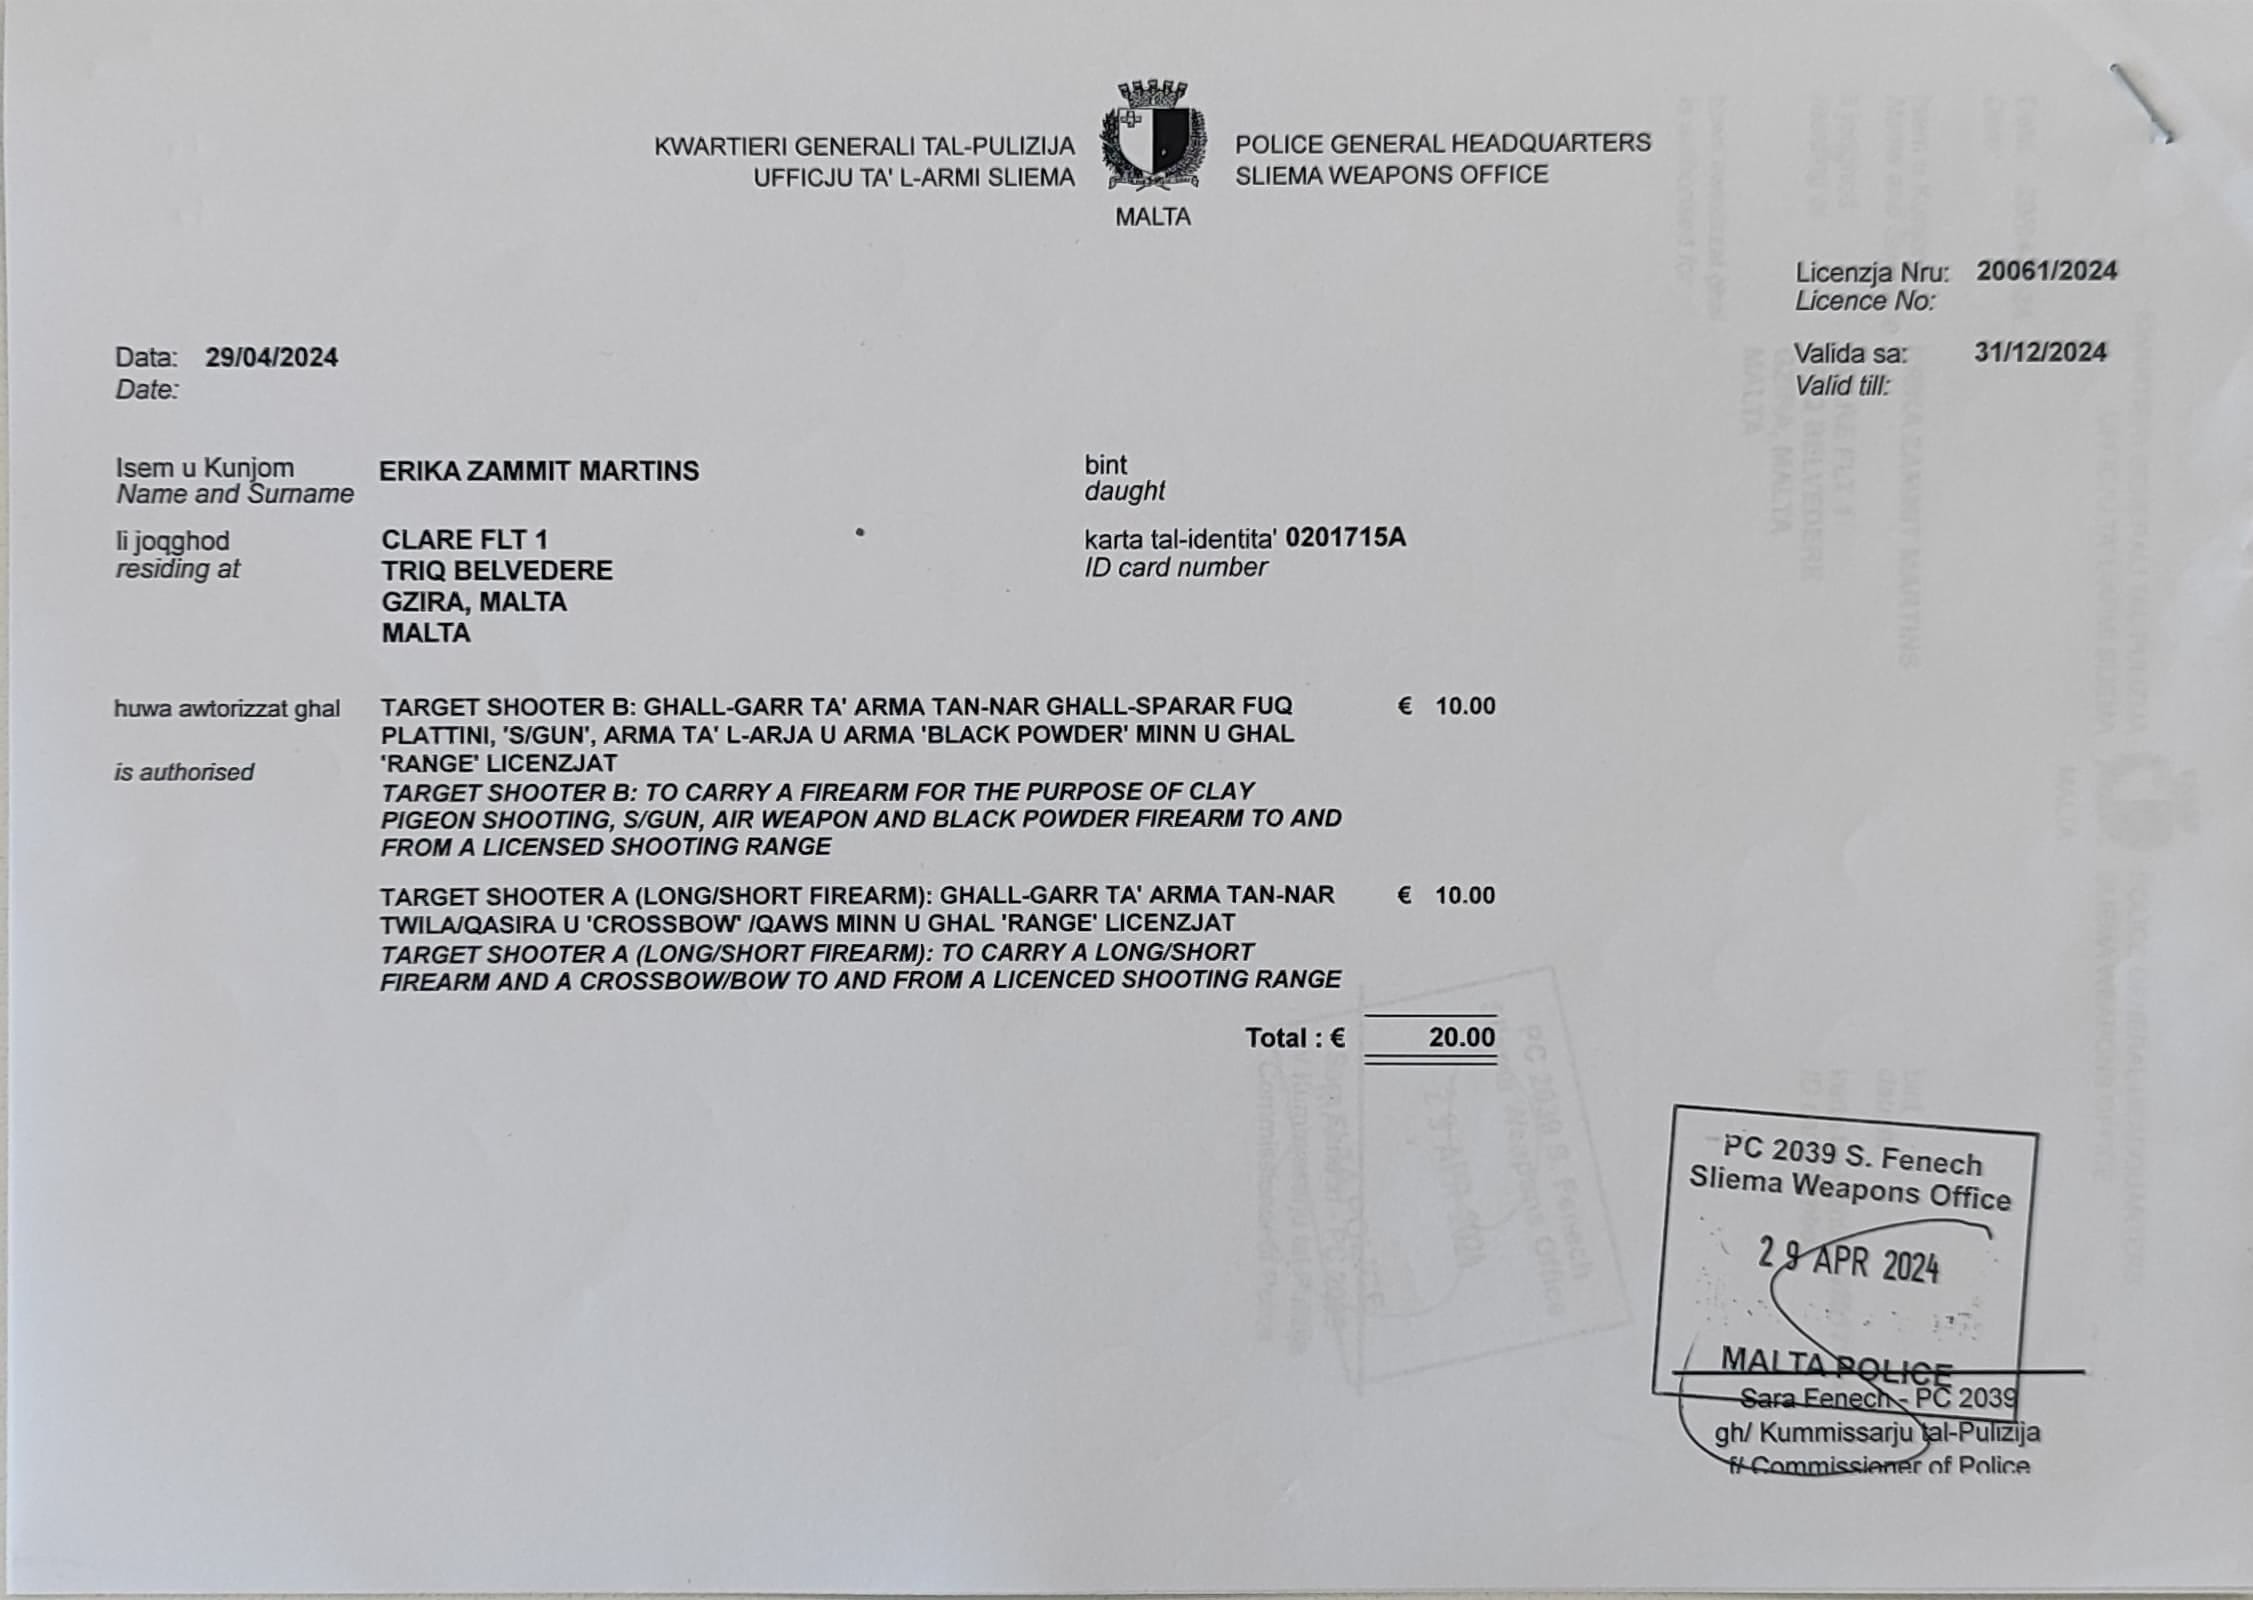 KWARTIERI GENERALI TAL-PULIZIJA
UFFICJU TA' L-ARMI SLIEMA
POLICE GENERAL HEADQUARTERS
SLIEMA WEAPONS OFFICE
MALTA
Licenzja Nru: 20061/2024
Licence No:
Data: 29/04/2024
Date:
Valida sa: 31/12/2024
Valid till:
Isem u Kunjom ERIKA ZAMMIT MARTINS
Name and Surname
bint
daught
li joqghod CLARE FLT 1
residing at TRIQ BELVEDERE
GZIRA, MALTA
MALTA
karta tal-identita' 0201715A
ID card number
huwa awtorizzat ghal
is authorised
TARGET SHOOTER B: GHALL-GARR TA' ARMA TAN-NAR GHALL-SPARAR FUQ € 10.00
PLATTINI, 'S/GUN', ARMA TA' L-ARJA U ARMA 'BLACK POWDER' MINN U GHAL
'RANGE' LICENZJAT
TARGET SHOOTER B: TO CARRY A FIREARM FOR THE PURPOSE OF CLAY
PIGEON SHOOTING, S/GUN, AIR WEAPON AND BLACK POWDER FIREARM TO AND
FROM A LICENSED SHOOTING RANGE
TARGET SHOOTER A (LONG/SHORT FIREARM): GHALL-GARR TA' ARMA TAN-NAR € 10.00
TWILA/QASIRA U 'CROSSBOW' /QAWS MINN U GHAL 'RANGE' LICENZJAT
TARGET SHOOTER A (LONG/SHORT FIREARM): TO CARRY A LONG/SHORT
FIREARM AND A CROSSBOW/BOW TO AND FROM A LICENCED SHOOTING RANGE
Total : € 20.00
PC 2039 S. Fenech
Sliema Weapons Office
29 APR 2024
MALTA POLICE
Sara Fenech - PC 2039
gh/ Kummissarju tal-Pulizija
f/ Commissioner of Police